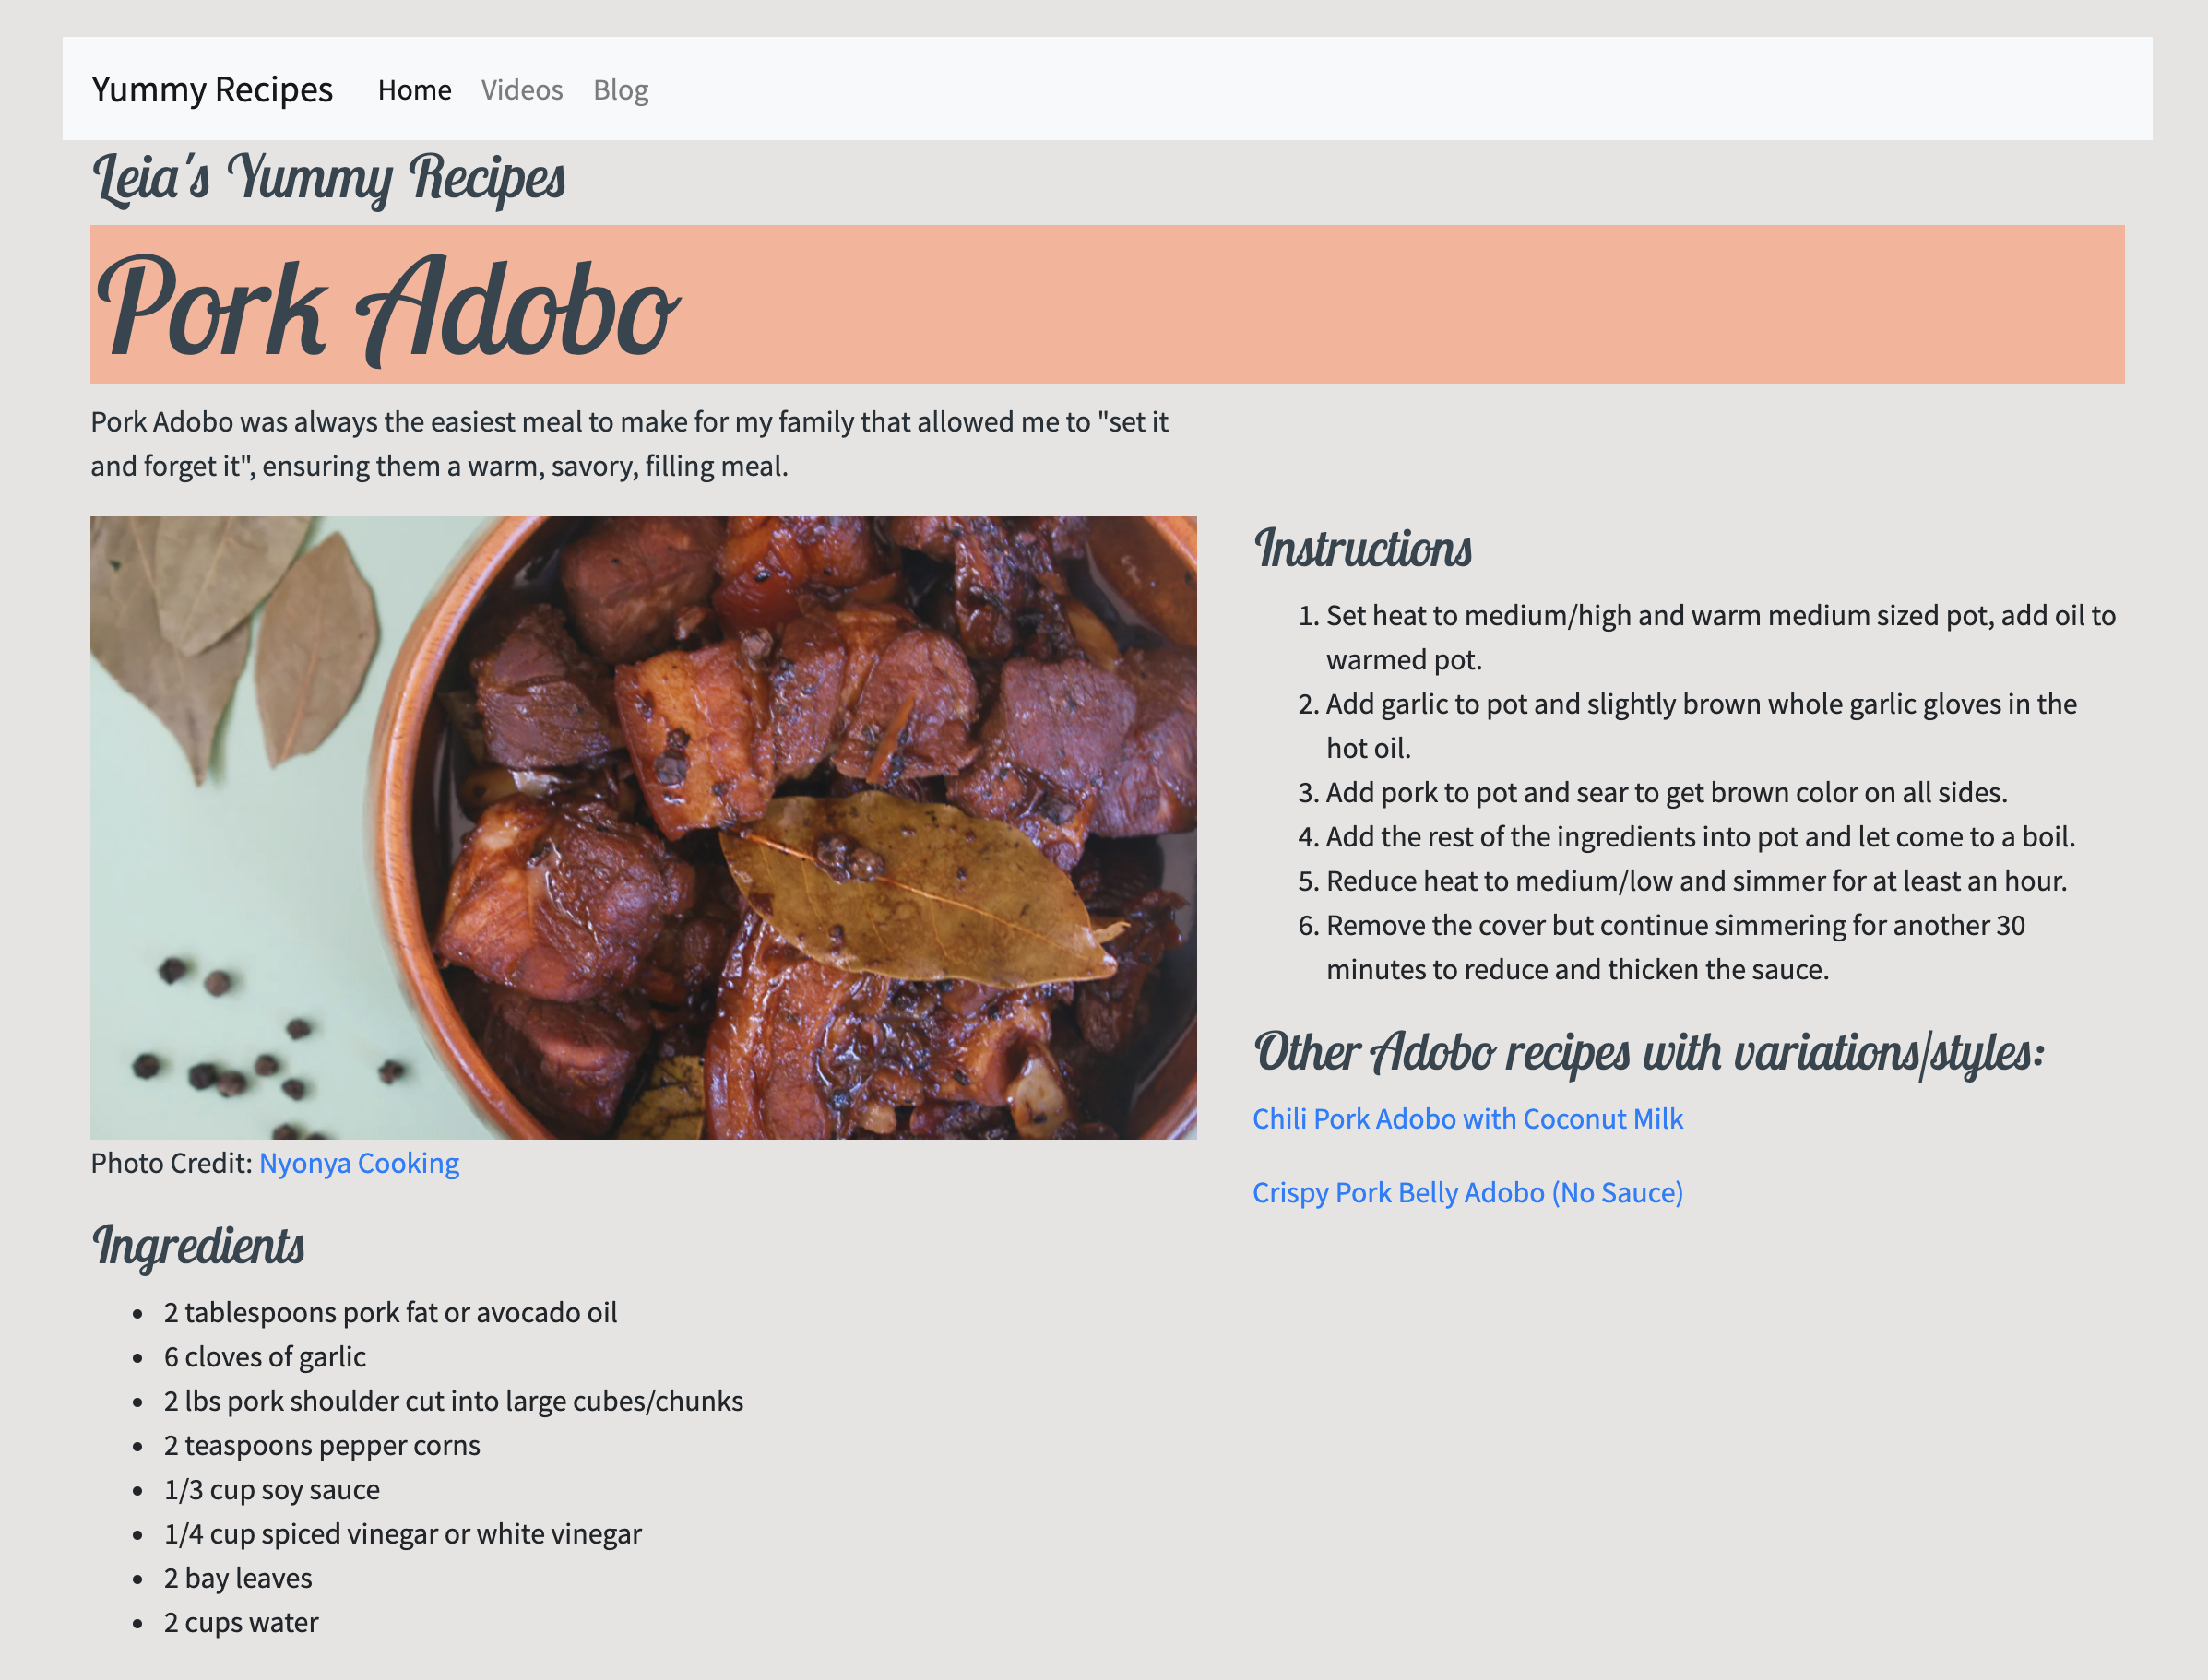 Yummy Recipes Home Videos Blog
Leia's Yummy Recipes
Pork Adobo
Pork Adobo was always the easiest meal to make for my family that allowed me to "set it
and forget it", ensuring them a warm, savory, filling meal.
Photo Credit: Nyonya Cooking
Ingredients
2 tablespoons pork fat or avocado oil
6 cloves of garlic
2 lbs pork shoulder cut into large cubes/chunks
2 teaspoons pepper corns
1/3 cup soy sauce
1/4 cup spiced vinegar or white vinegar
2 bay leaves
2 cups water
Instructions
1. Set heat to medium/high and warm medium sized pot, add oil to
warmed pot.
2. Add garlic to pot and slightly brown whole garlic gloves in the
hot oil.
3. Add pork to pot and sear to get brown color on all sides.
4. Add the rest of the ingredients into pot and let come to a boil.
5. Reduce heat to medium/low and simmer for at least an hour.
6. Remove the cover but continue simmering for another 30
minutes to reduce and thicken the sauce.
Other Adobo recipes with variations/styles:
Chili Pork Adobo with Coconut Milk
Crispy Pork Belly Adobo (No Sauce)